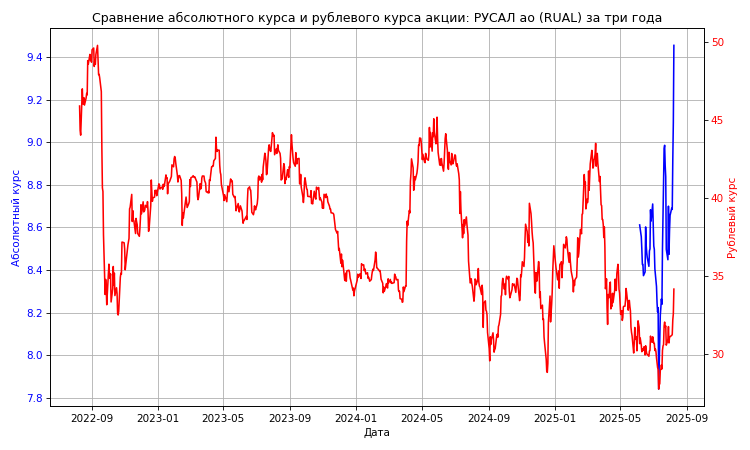 Сравнение абсолютного курса и рублевого курса акции: РУСАЛ ао (RUAL) за три года
Абсолютный курс
9.4
9.2
9.0
8.8
8.6
8.4
8.2
8.0
7.8
50
45
40
35
30
Рублевый курс
2022-09 2023-01 2023-05 2023-09 2024-01 2024-05 2024-09 2025-01 2025-05 2025-09
Дата